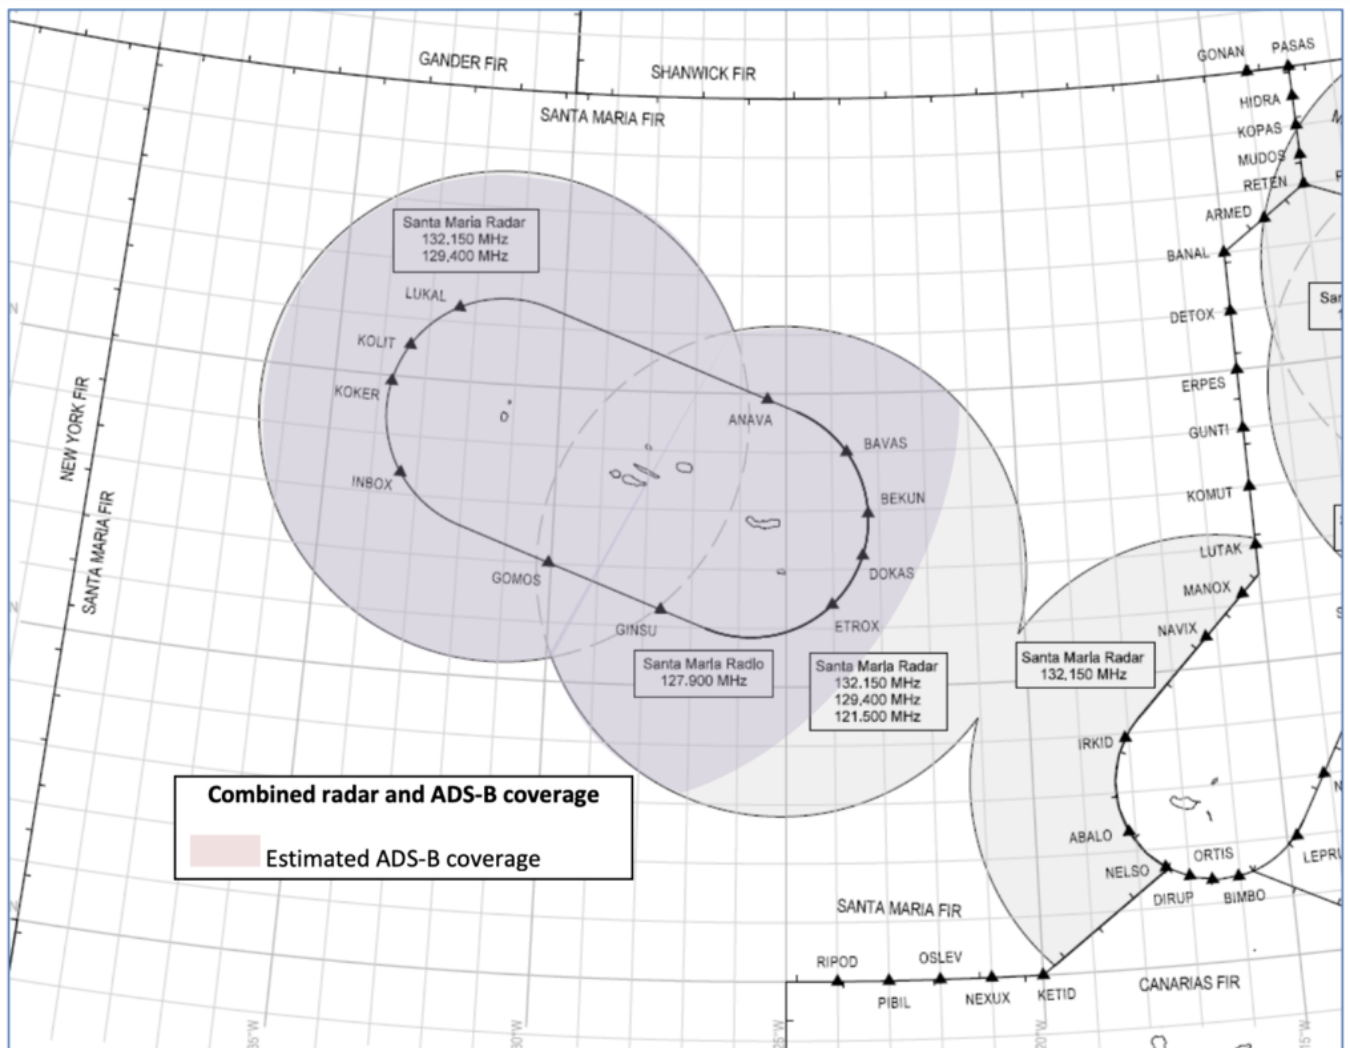 GANDER FIR
SHANWICK FIR
SANTA MARIA FIR
GONAN
PASAS
HIDRA
KOPAS
MUDOS
RETEN
ARMED
BANAL
DETOX
ERPES
GUNTI
KOMUT
LUTAK
MANOX
NAVIX
IRKID
ABALO
NELSO
DIRUP
ORTIS
BIMBO
Santa Maria Radar
132.150 MHz
129.400 MHz
LUKAL
KOLIT
KOKER
INBOX
GOMOS
GINSU
ANAVA
BAVAS
BEKUN
DOKAS
ETROX
NEW YORK FIR
SANTA MARIA FIR
Santa Maria Radio
127.900 MHz
Santa Maria Radar
132.150 MHz
129.400 MHz
121.500 MHz
Santa Maria Radar
132.150 MHz
Combined radar and ADS-B coverage
Estimated ADS-B coverage
SANTA MARIA FIR
RIPOD
PIBIL
OSLEV
NEXUX
KETID
CANARIAS FIR
N
N
N
35°W
30°W
25°W
20°W
15°W